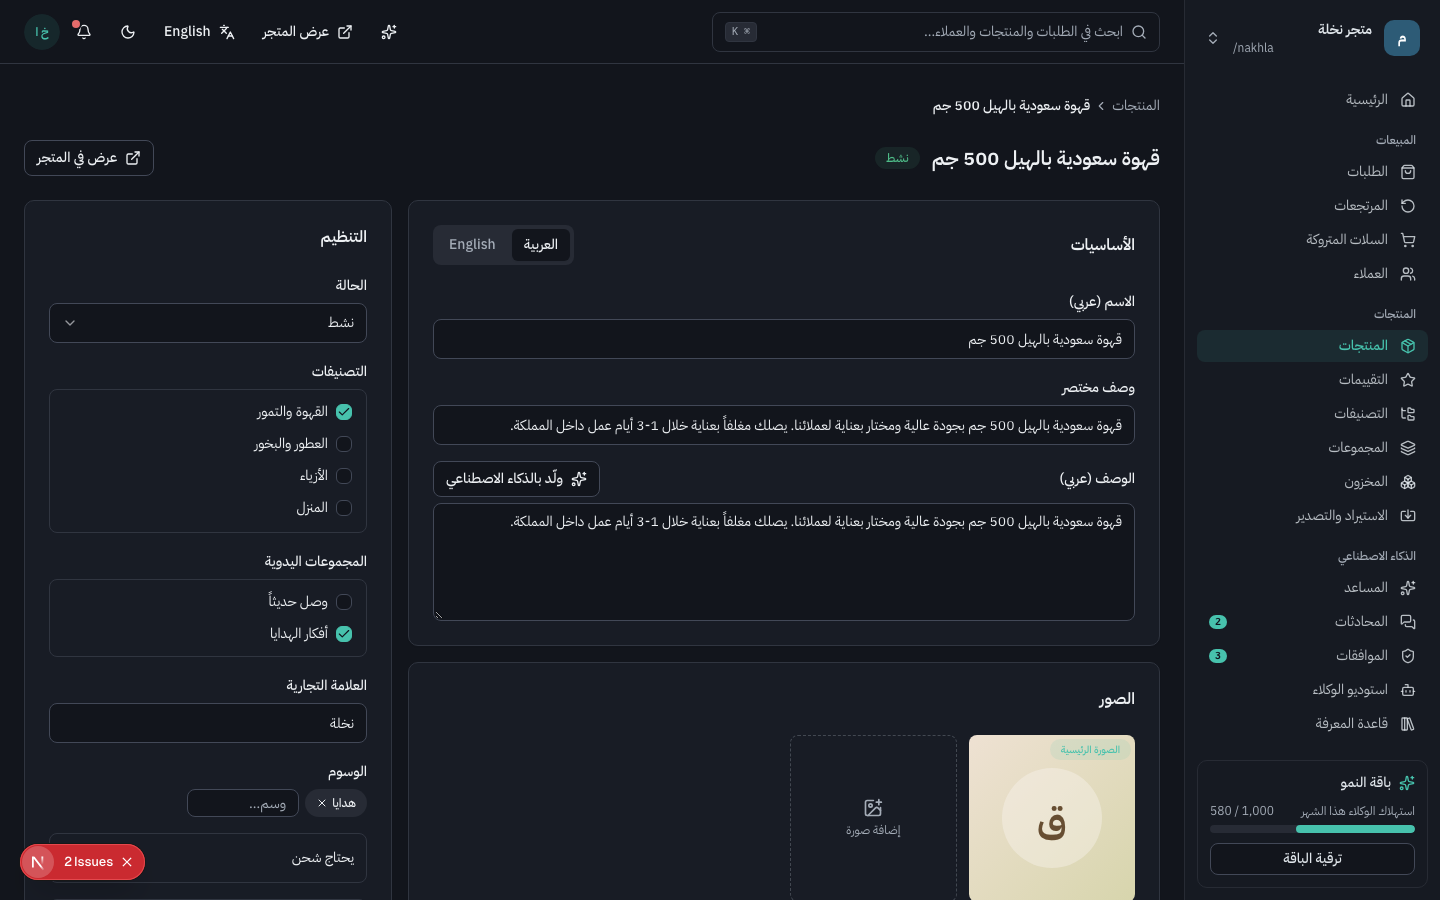 متجر نخلة
/nakhla
م
ابحث في الطلبات والمنتجات والعملاء...
⌘ K
عرض المتجر
English
خ ا
الرئيسية
المبيعات
الطلبات
المرتجعات
السلات المتروكة
العملاء
المنتجات
المنتجات
التقييمات
التصنيفات
المجموعات
المخزون
الاستيراد والتصدير
الذكاء الاصطناعي
المساعد
المحادثات
2
الموافقات
3
استوديو الوكلاء
قاعدة المعرفة
باقة النمو
استهلاك الوكلاء هذا الشهر
580 / 1,000
ترقية الباقة
المنتجات › قهوة سعودية بالهيل 500 جم
قهوة سعودية بالهيل 500 جم
نشط
عرض في المتجر
الأساسيات
العربية
English
الاسم (عربي)
قهوة سعودية بالهيل 500 جم
وصف مختصر
قهوة سعودية بالهيل 500 جم بجودة عالية ومختار بعناية لعملائنا. يصلك مغلفاً بعناية خلال 1-3 أيام عمل داخل المملكة.
الوصف (عربي)
ولّد بالذكاء الاصطناعي
قهوة سعودية بالهيل 500 جم بجودة عالية ومختار بعناية لعملائنا. يصلك مغلفاً بعناية خلال 1-3 أيام عمل داخل المملكة.
الصور
الصورة الرئيسية
ق
إضافة صورة
التنظيم
الحالة
نشط
التصنيفات
القهوة والتمور
العطور والبخور
الأزياء
المنزل
المجموعات اليدوية
وصل حديثاً
أفكار الهدايا
العلامة التجارية
نخلة
الوسوم
هدايا
وسم...
يحتاج شحن
N
2 Issues